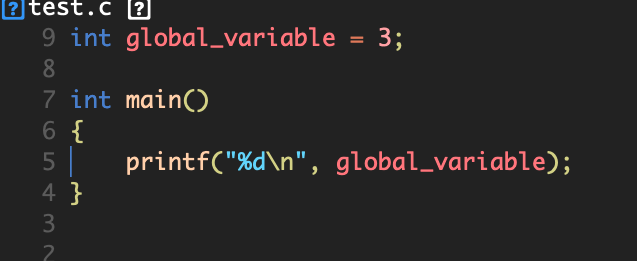 test.c
9 int global_variable = 3;
8
7 int main()
6 {
5     printf("%d\n", global_variable);
4 }
3
2